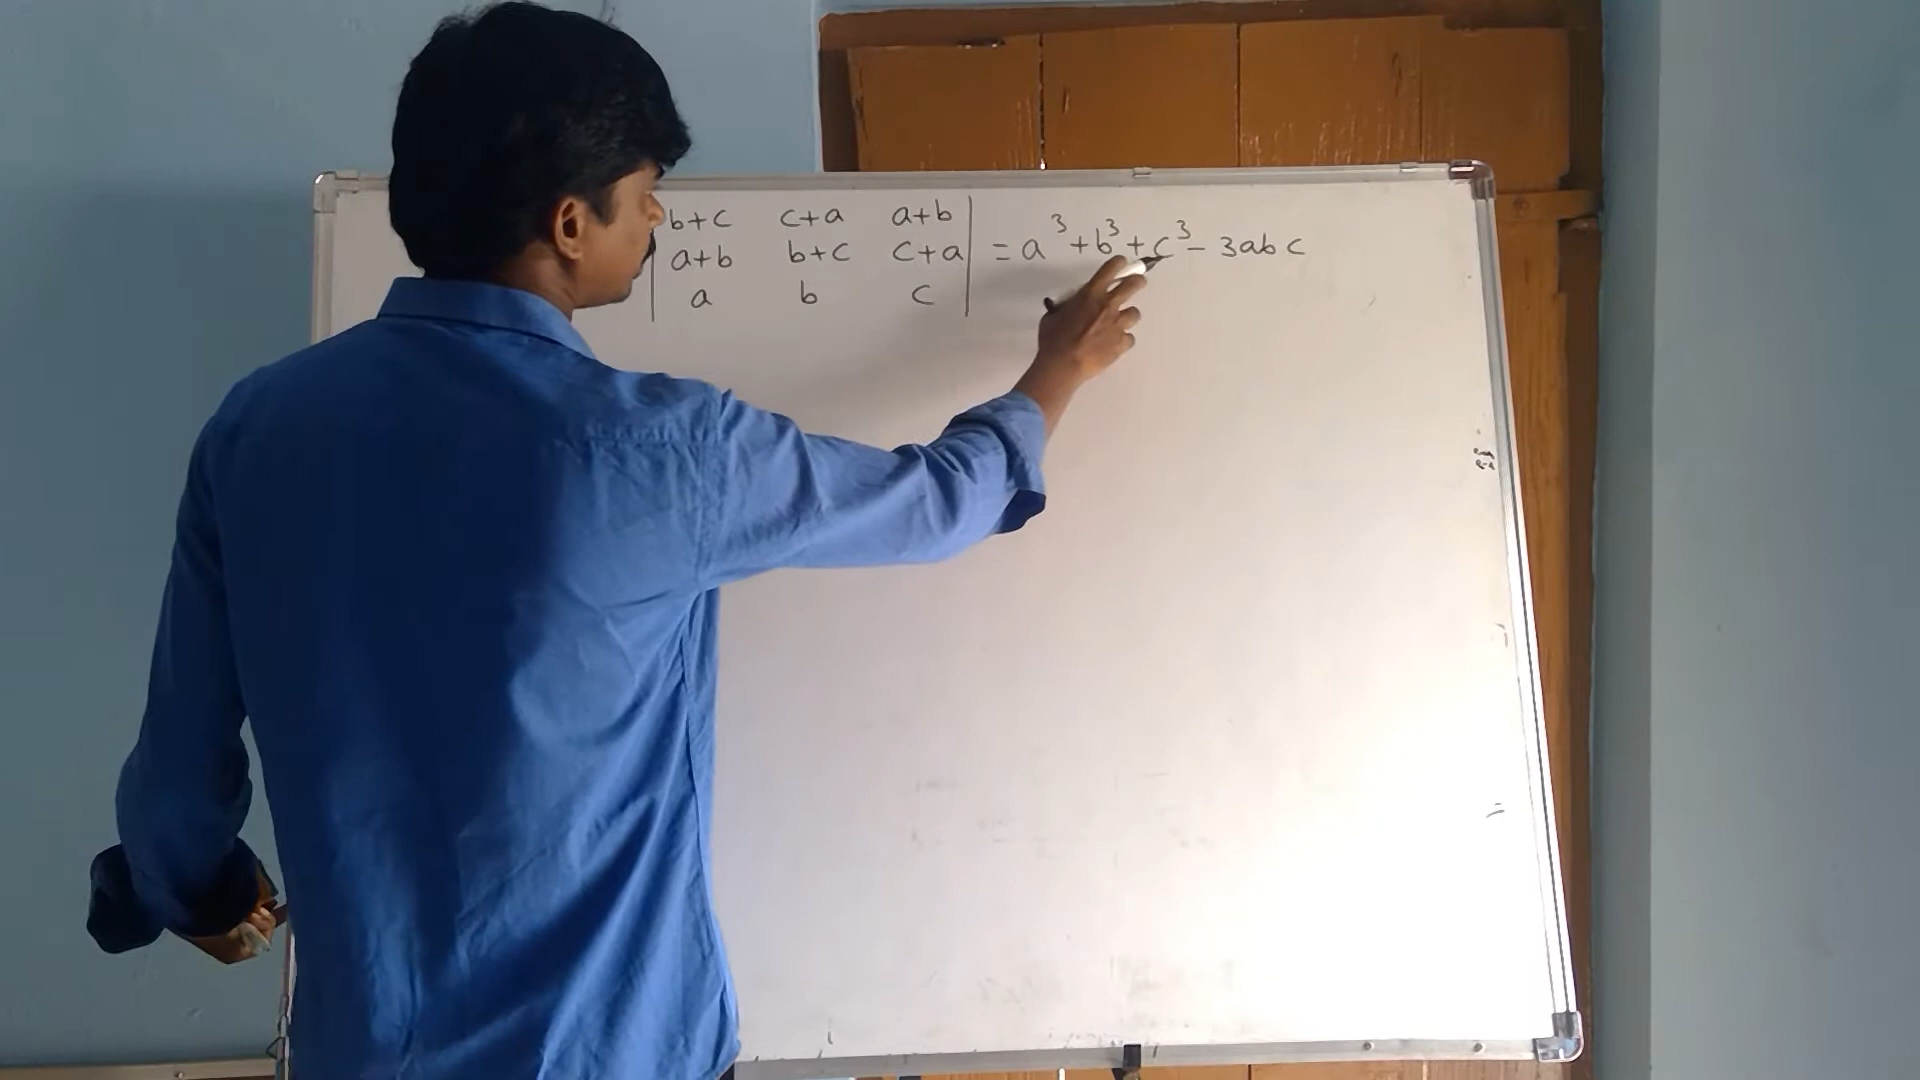 b+c c+a a+b
a+b b+c c+a = a³ + b³ + c³ - 3abc
a b c